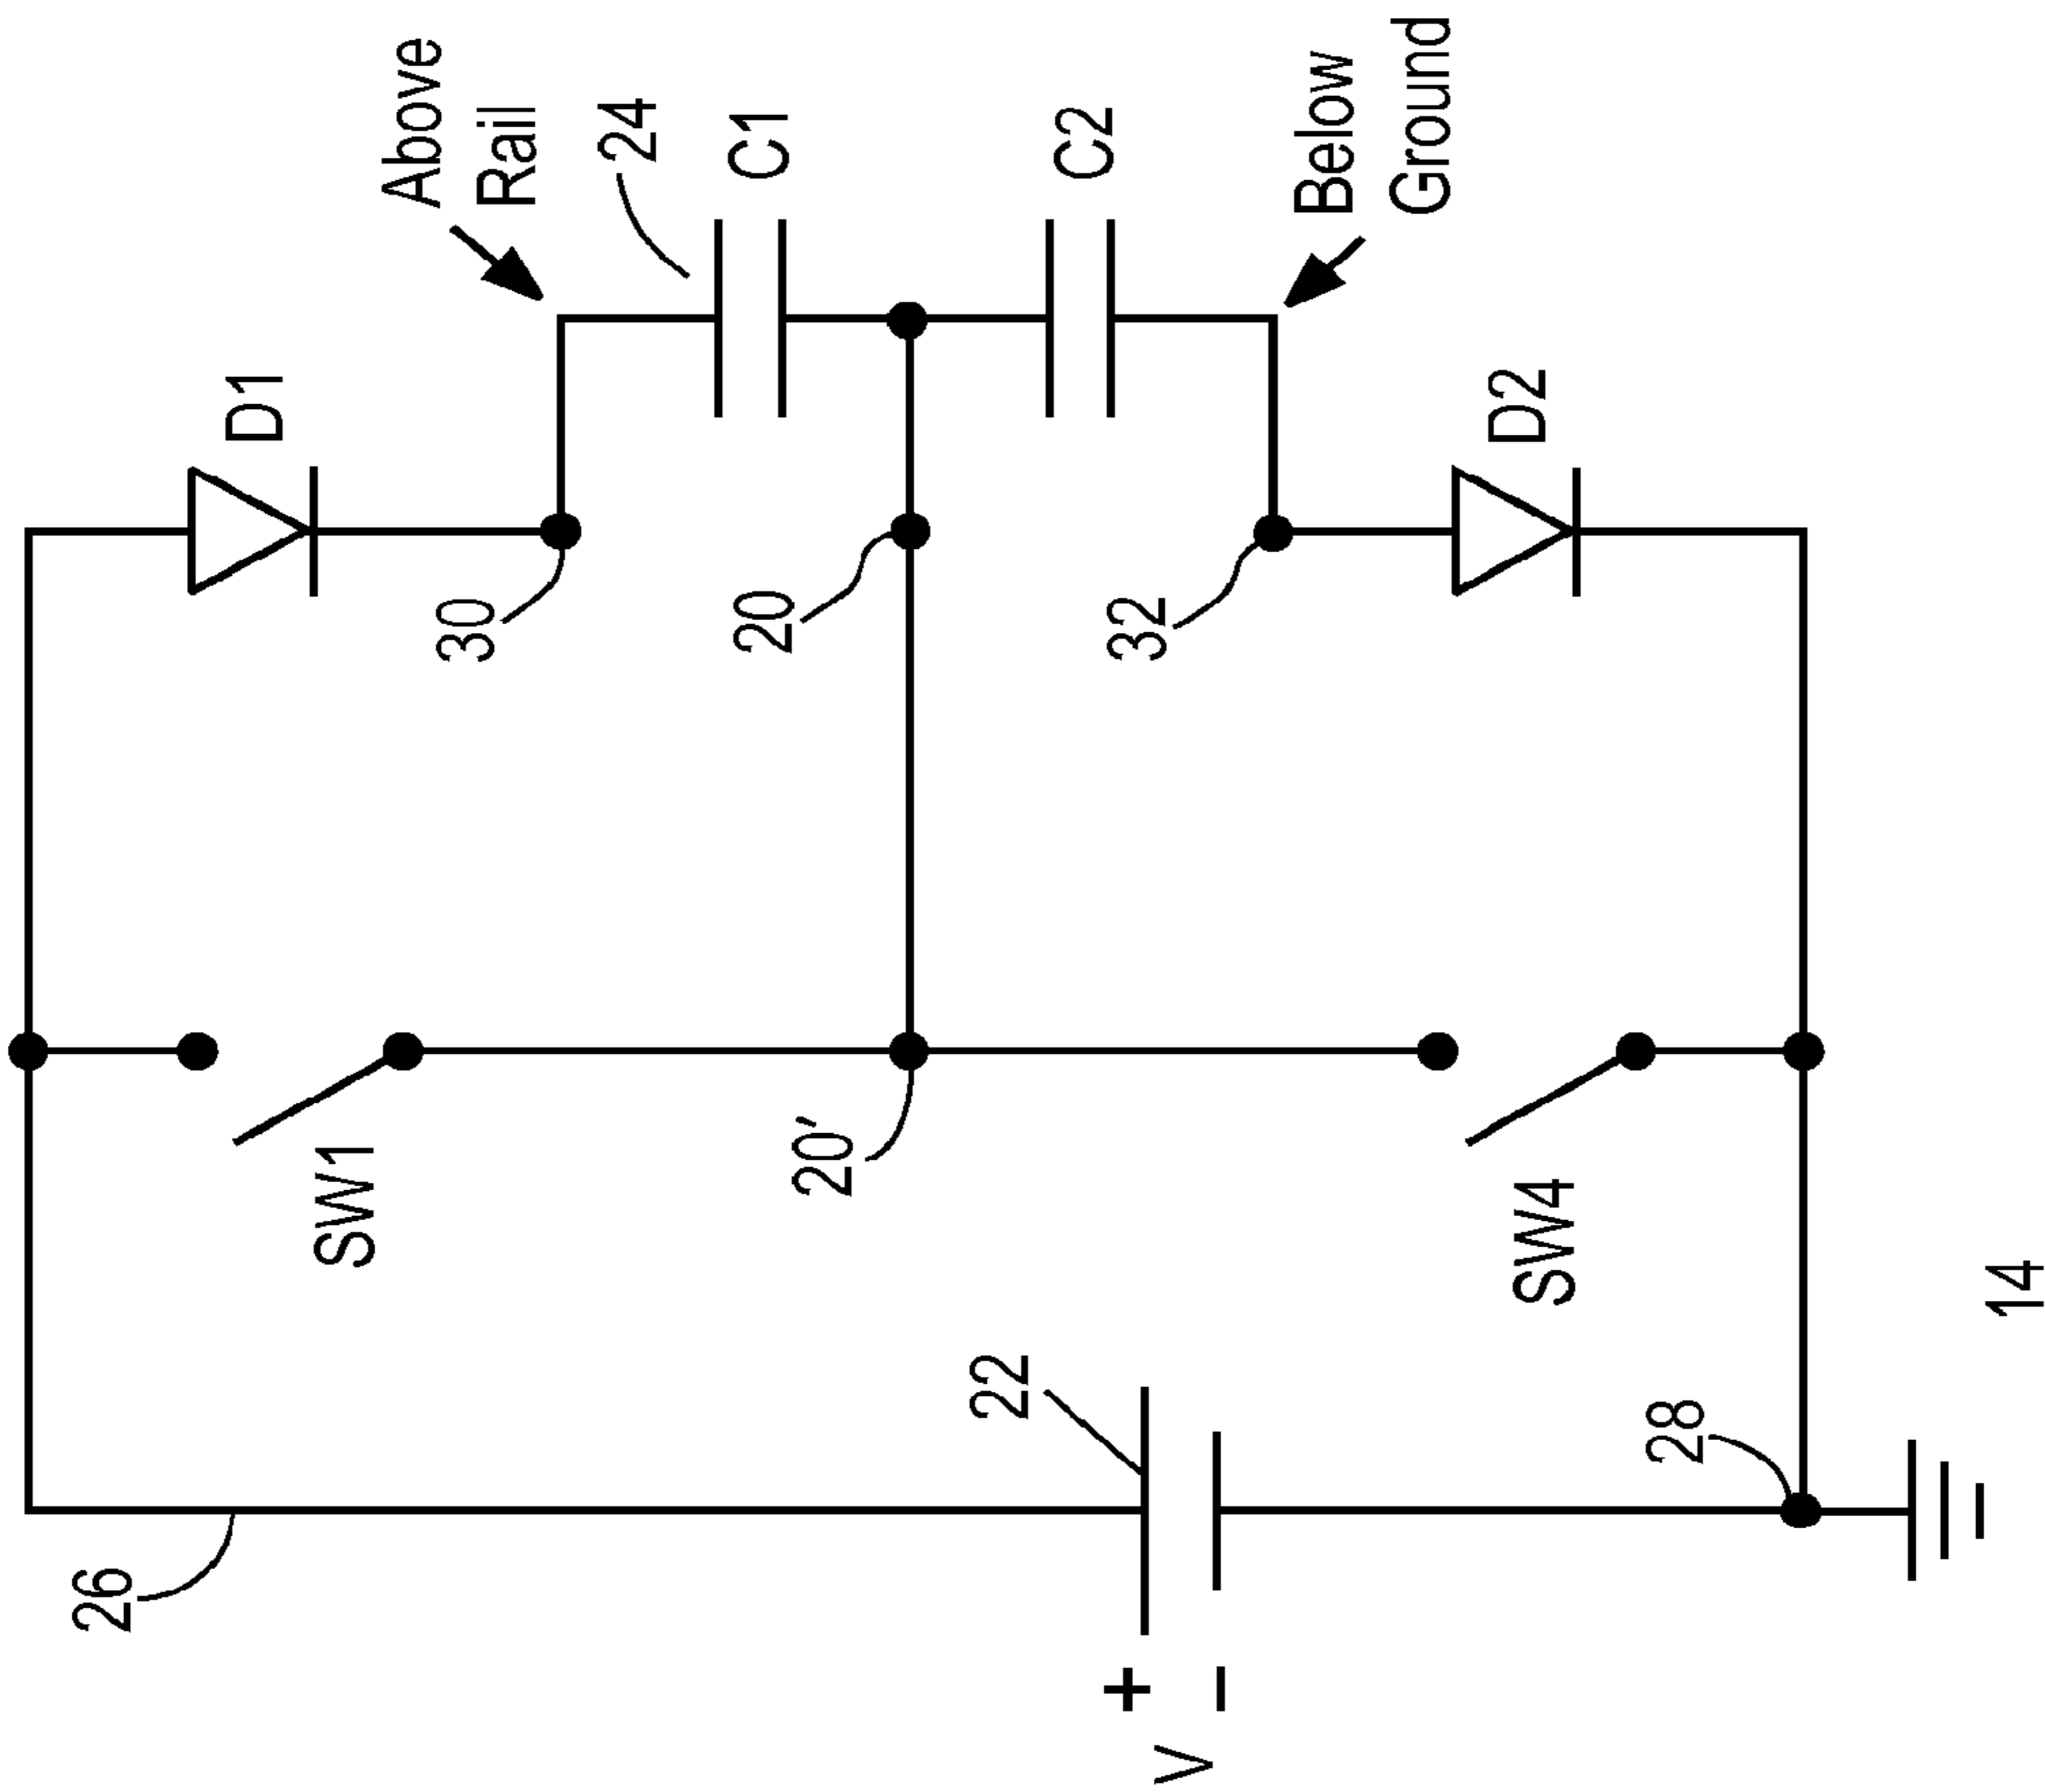 Above
Rail
24
C1
C2
Below
Ground
D1
D2
30
20
32
SW1
20'
SW4
14
22
28
26
+
V
−